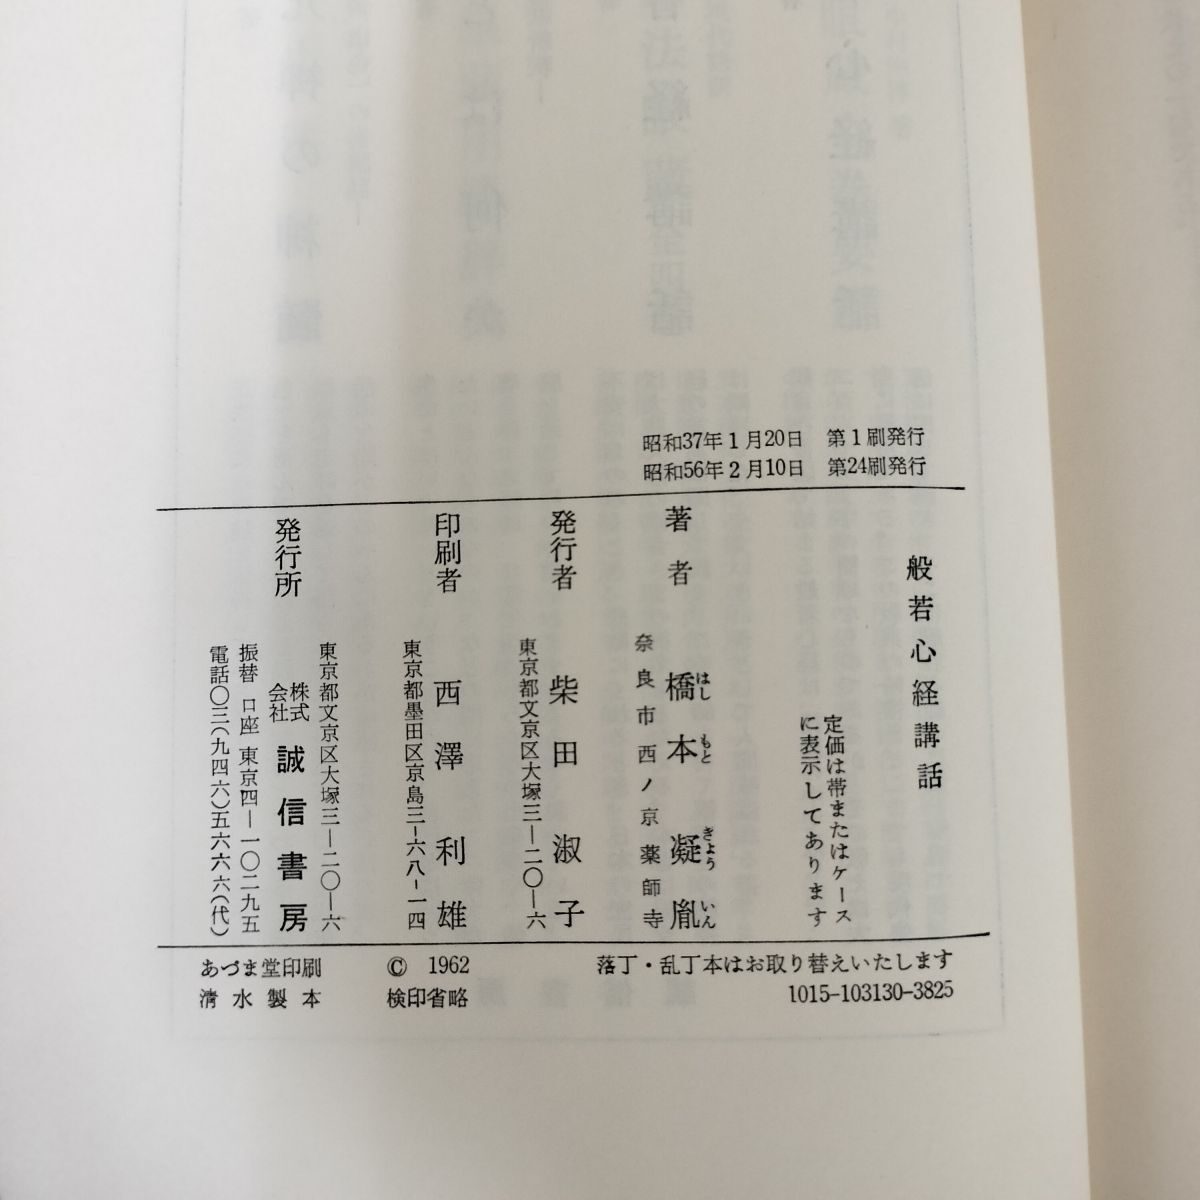 昭和37年1月20日　第1刷発行
昭和56年2月10日　第24刷発行
般若心経講話
定価は帯またはケース
に表示してあります
著者
橋本凝胤
はしもと ぎょういん
奈良市西ノ京薬師寺
発行者
柴田淑子
東京都文京区大塚三―二〇―六
印刷者
西澤利雄
東京都墨田区京島三―六八―一四
発行所
東京都文京区大塚三―二〇―六
株式会社 誠信書房
振替口座 東京四―一〇二九五
電話〇三(九四六)五六六六(代)
落丁・乱丁本はお取り替えいたします
1015-103130-3825
© 1962
検印省略
あづま堂印刷
清水製本